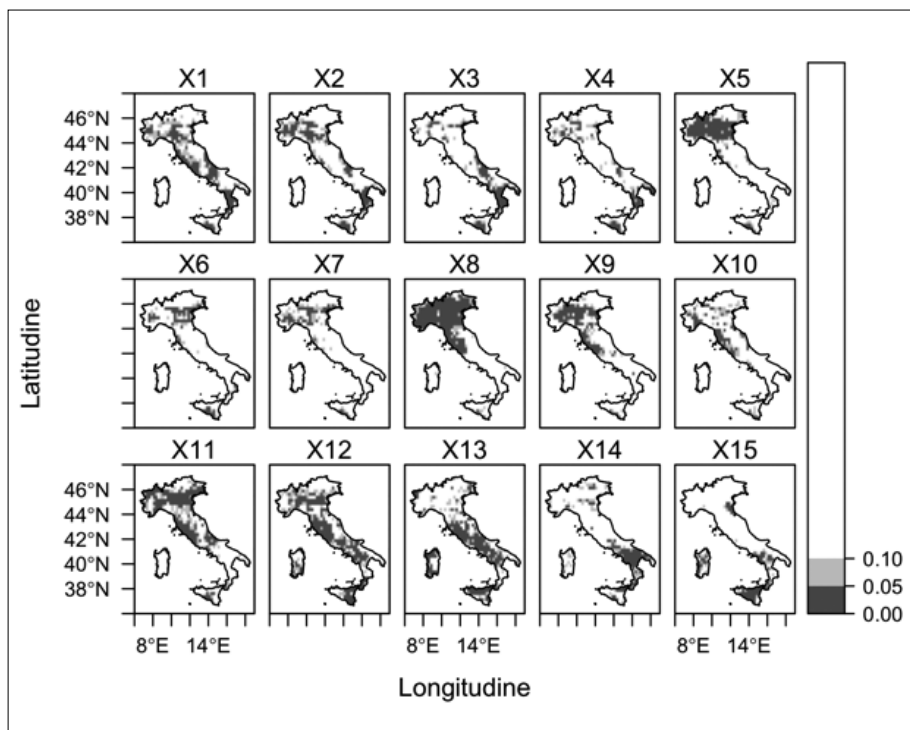 X1 X2 X3 X4 X5
46°N
44°N
42°N
40°N
38°N
X6 X7 X8 X9 X10
X11 X12 X13 X14 X15
46°N
44°N
42°N
40°N
38°N
8°E 14°E 8°E 14°E 8°E 14°E
Latitudine
Longitudine
0.10
0.05
0.00